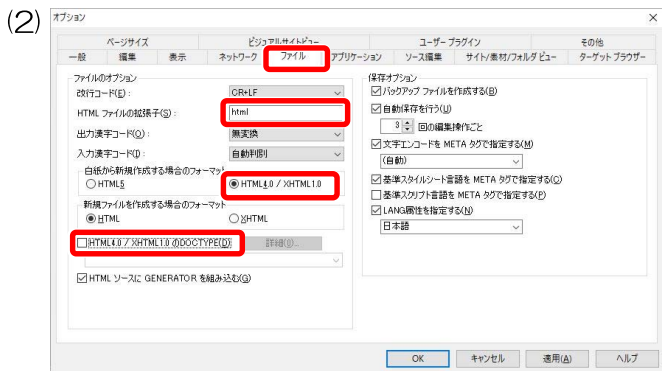 (2)
オプション
ページサイズ ビジュアルサイトビュー ユーザー プラグイン その他
一般 編集 表示 ネットワーク ファイル アプリケーション ソース編集 サイト/素材/フォルダビュー ターゲット ブラウザー
ファイルのオプション
改行コード(E):
CR+LF
HTML ファイルの拡張子(S):
html
出力漢字コード(O):
無変換
入力漢字コード(I):
自動判別
白紙から新規作成する場合のフォーマット
HTML5
HTML4.0 / XHTML1.0
新規ファイルを作成する場合のフォーマット
HTML
XHTML
HTML4.0 / XHTML1.0 のDOCTYPE(D):
詳細(I)...
HTML ソースに GENERATOR を組み込む(G)
保存オプション
バックアップ ファイルを作成する(B)
自動保存を行う(U)
3 回の編集操作ごと
文字エンコードを META タグで指定する(M)
(自動)
基準スタイルシート言語を META タグで指定する(C)
基準スクリプト言語を META タグで指定する(P)
LANG属性を指定する(N)
日本語
OK キャンセル 適用(A) ヘルプ